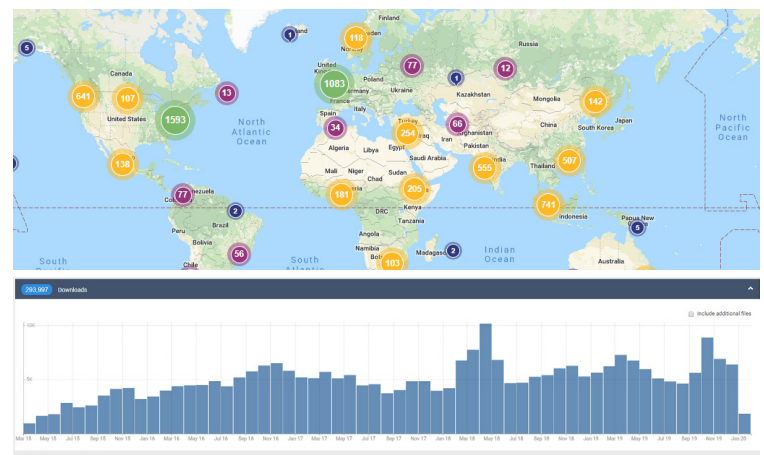 Finland
118
Russia
5
1
77
12
1
Canada
Poland
1083
Ukraine
Kazakhstan
Mongolia
641
107
13
142
United States
1593
Italy
Spain
North
Atlantic
Ocean
34
Turkey
254
66
China
Japan
South Korea
North
Pacific
Ocean
Algeria
Libya
Egypt
Iran
Pakistan
Saudi Arabia
138
Mali
Niger
Chad
Sudan
555
Thailand
507
77
181
205
741
2
DRC
Kenya
Tanzania
Indonesia
Papua New
Peru
Brazil
Bolivia
Angola
Namibia
5
56
103
2
Indian
Ocean
Australia
South
Chile
South
Atlantic
293,997 Downloads
Include additional files
50
Mar 15 May 15 Jul 15 Sep 15 Nov 15 Jan 16 Mar 16 May 16 Jul 16 Sep 16 Nov 16 Jan 17 Mar 17 May 17 Jul 17 Sep 17 Nov 17 Jan 18 Mar 18 May 18 Jul 18 Sep 18 Nov 18 Jan 19 Mar 19 May 19 Jul 19 Sep 19 Nov 19 Jan 20